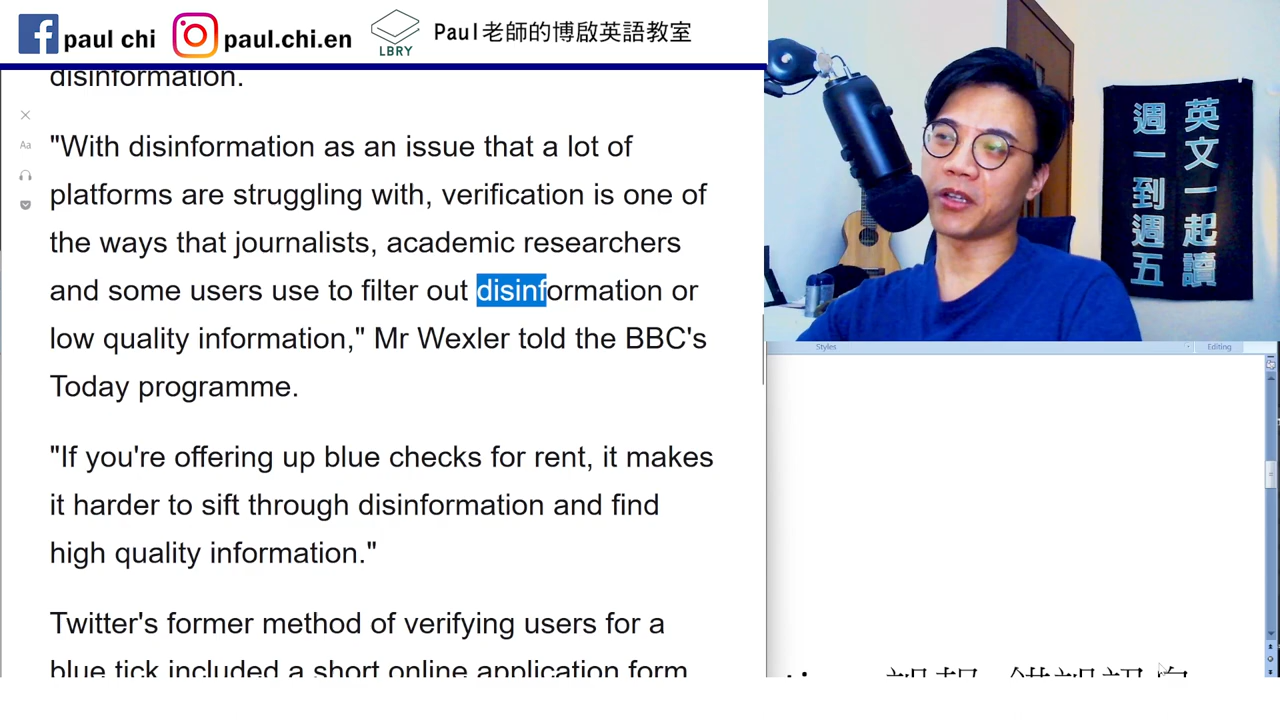 paul chi
paul.chi.en
LBRY
Paul老師的博啟英語教室
disinformation.
"With disinformation as an issue that a lot of
platforms are struggling with, verification is one of
the ways that journalists, academic researchers
and some users use to filter out disinformation or
low quality information," Mr Wexler told the BBC's
Today programme.
"If you're offering up blue checks for rent, it makes
it harder to sift through disinformation and find
high quality information."
Twitter's former method of verifying users for a
blue tick included a short online application form
Aa
英文一起讀
週一到週五
Styles
Editing